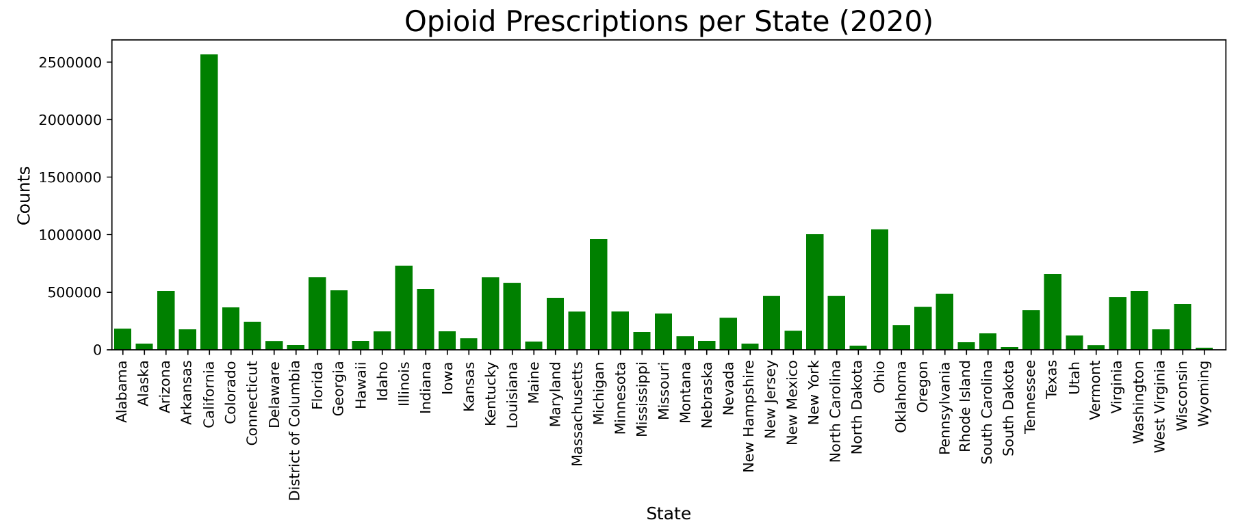 Opioid Prescriptions per State (2020)
Counts
2500000
2000000
1500000
1000000
500000
0
Alabama
Alaska
Arizona
Arkansas
California
Colorado
Connecticut
Delaware
District of Columbia
Florida
Georgia
Hawaii
Idaho
Illinois
Indiana
Iowa
Kansas
Kentucky
Louisiana
Maine
Maryland
Massachusetts
Michigan
Minnesota
Mississippi
Missouri
Montana
Nebraska
Nevada
New Hampshire
New Jersey
New Mexico
New York
North Carolina
North Dakota
Ohio
Oklahoma
Oregon
Pennsylvania
Rhode Island
South Carolina
South Dakota
Tennessee
Texas
Utah
Vermont
Virginia
Washington
West Virginia
Wisconsin
Wyoming
State